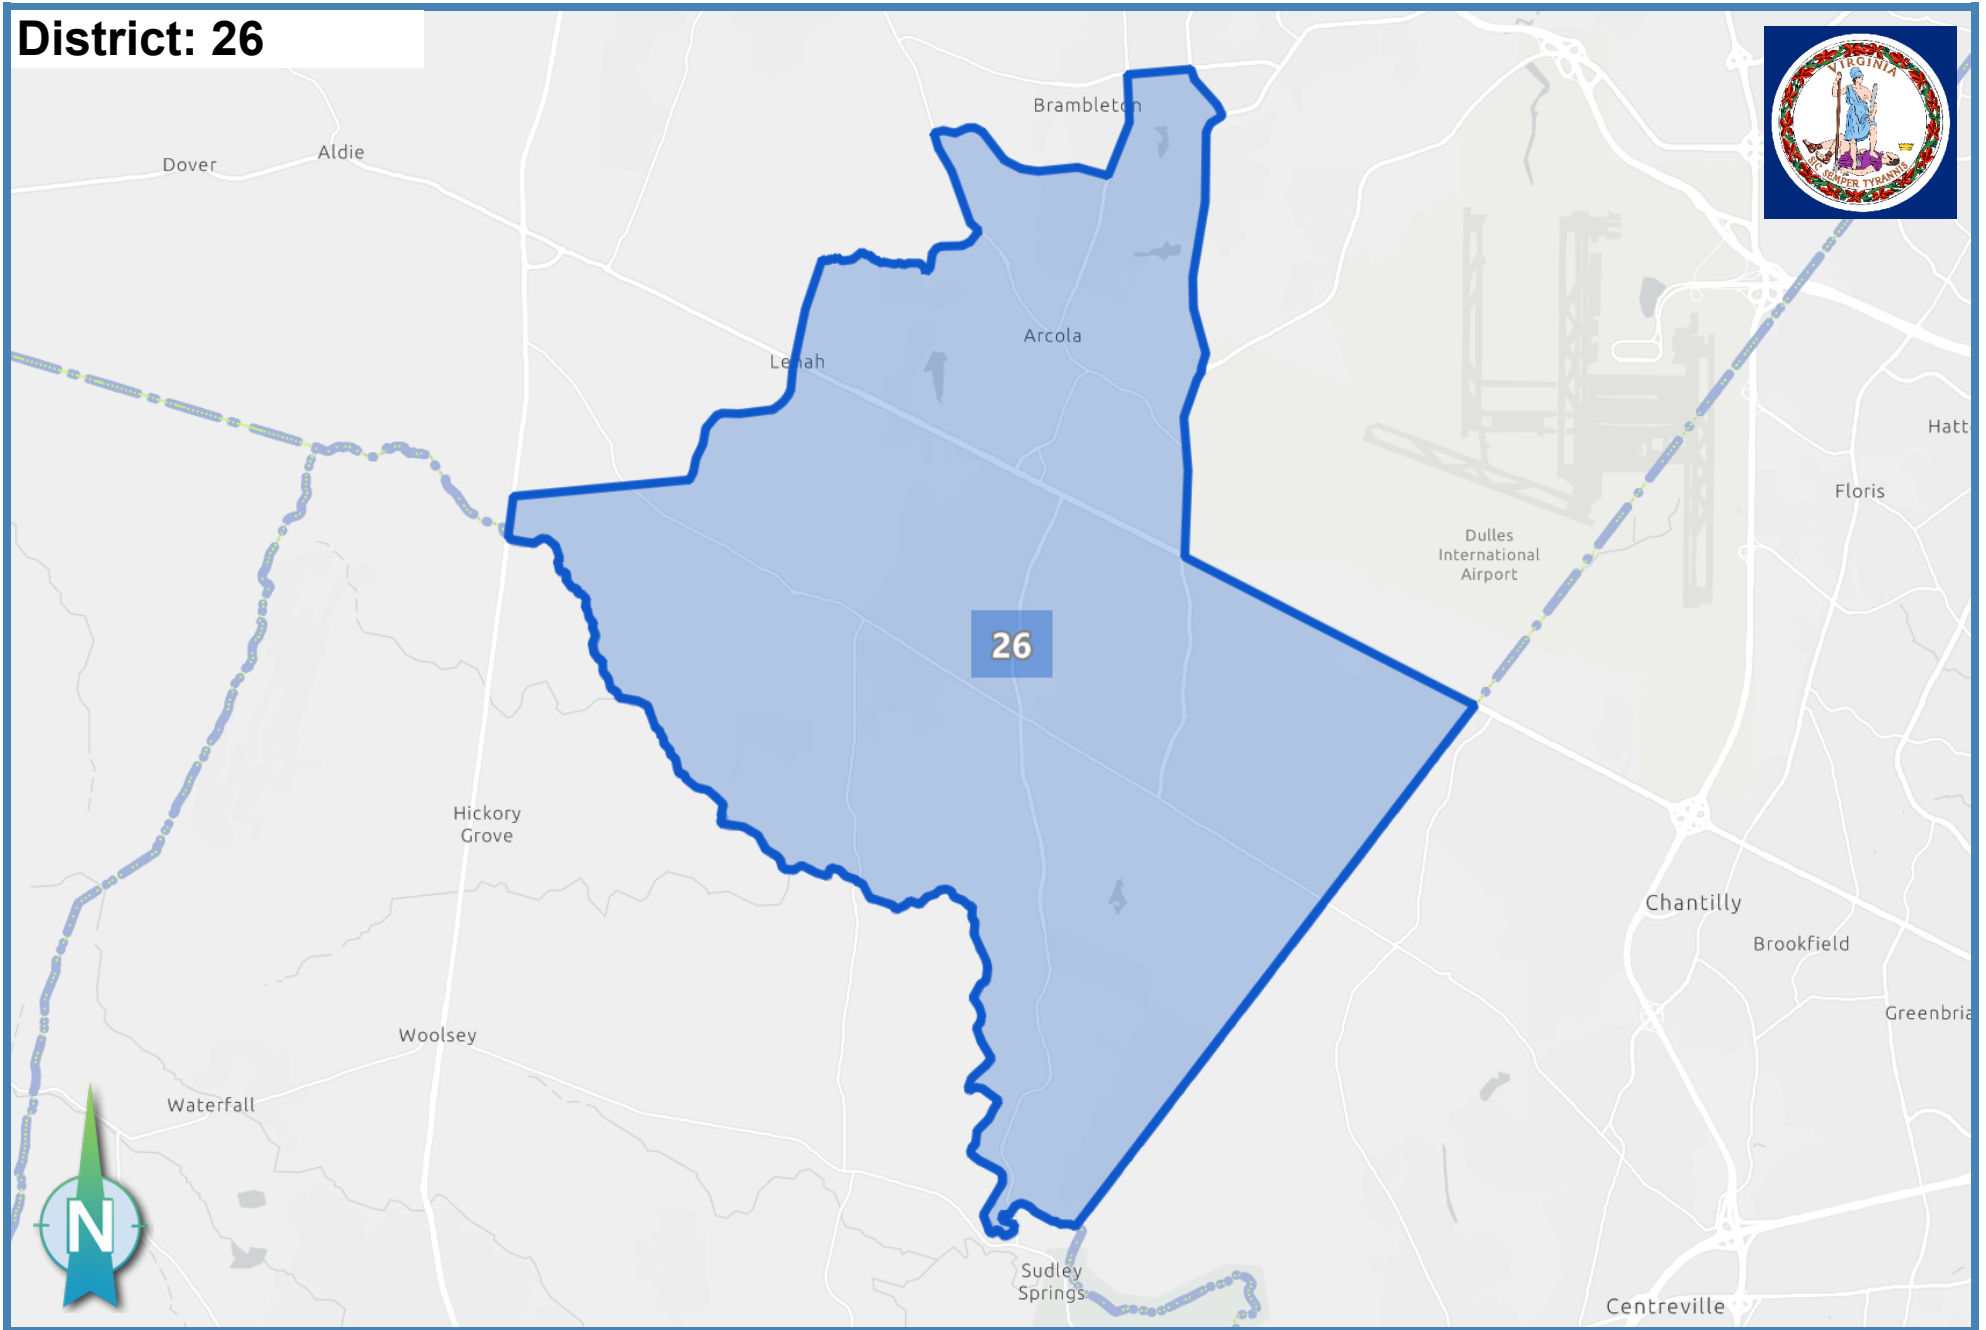 District: 26
VIRGINIA
SIC SEMPER TYRANNIS
Brambleton
Dover
Aldie
Arcola
Lenah
Hatt
Floris
Dulles
International
Airport
26
Hickory
Grove
Chantilly
Brookfield
Greenbria
Woolsey
Waterfall
N
Sudley
Springs
Centreville